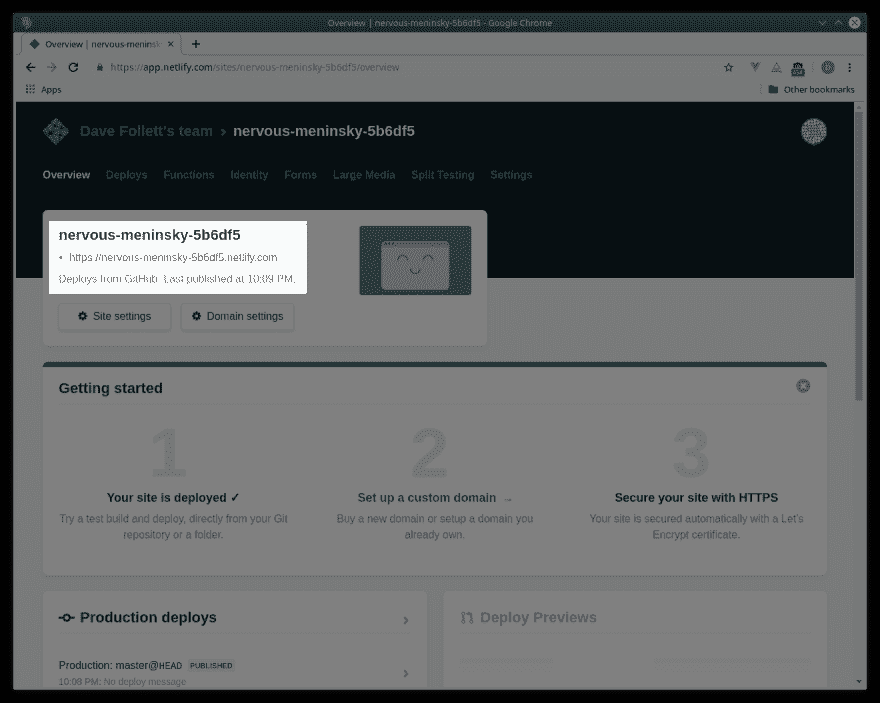 Overview | nervous-meninsky-5b6df5 - Google Chrome
Overview | nervous-meninsk
https://app.netlify.com/sites/nervous-meninsky-5b6df5/overview
Apps
Other bookmarks
Dave Follett's team › nervous-meninsky-5b6df5
Overview Deploys Functions Identity Forms Large Media Split Testing Settings
nervous-meninsky-5b6df5
• https://nervous-meninsky-5b6df5.netlify.com
Deploys from GitHub. Last published at 10:09 PM.
Site settings Domain settings
Getting started
1 2 3
Your site is deployed ✓ Set up a custom domain → Secure your site with HTTPS
Try a test build and deploy, directly from your Git Buy a new domain or setup a domain you Your site is secured automatically with a Let's
repository or a folder. already own. Encrypt certificate.
Production deploys › Deploy Previews
Production: master@HEAD PUBLISHED ›
10:08 PM: No deploy message